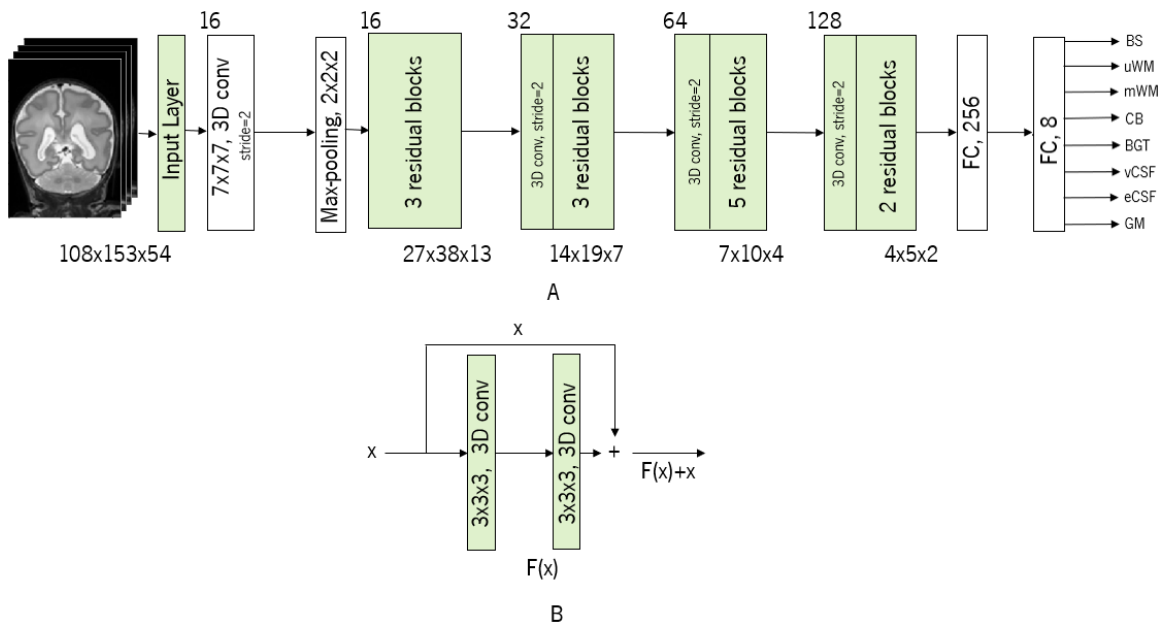 16
16
32
64
128
Input Layer
7x7x7, 3D conv
stride=2
Max-pooling, 2x2x2
3 residual blocks
3D conv, stride=2
3 residual blocks
3D conv, stride=2
5 residual blocks
3D conv, stride=2
2 residual blocks
FC, 256
FC, 8
BS
uWM
mWM
CB
BGT
vCSF
eCSF
GM
108x153x54
27x38x13
14x19x7
7x10x4
4x5x2
A
x
x
3x3x3, 3D conv
3x3x3, 3D conv
+
F(x)+x
F(x)
B